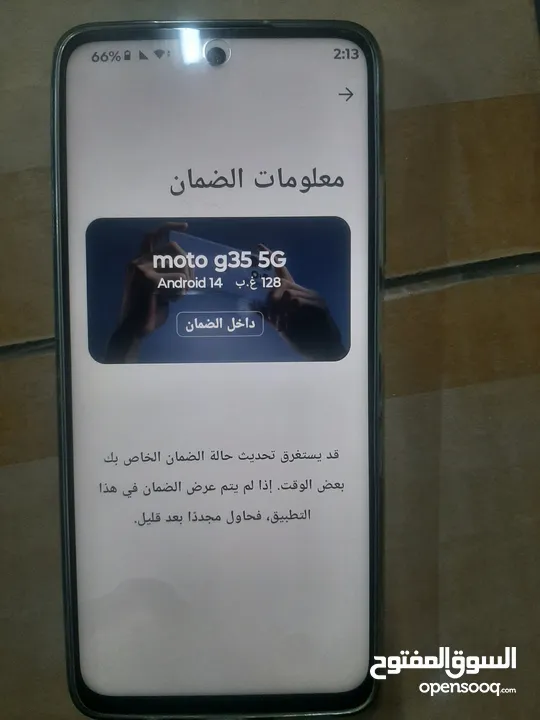 66%
2:13
معلومات الضمان
moto g35 5G
Android 14 128 غ.ب
داخل الضمان
قد يستغرق تحديث حالة الضمان الخاص بك
بعض الوقت. إذا لم يتم عرض الضمان في هذا
التطبيق، فحاول مجددًا بعد قليل.
السوق المفتوح
opensooq.com